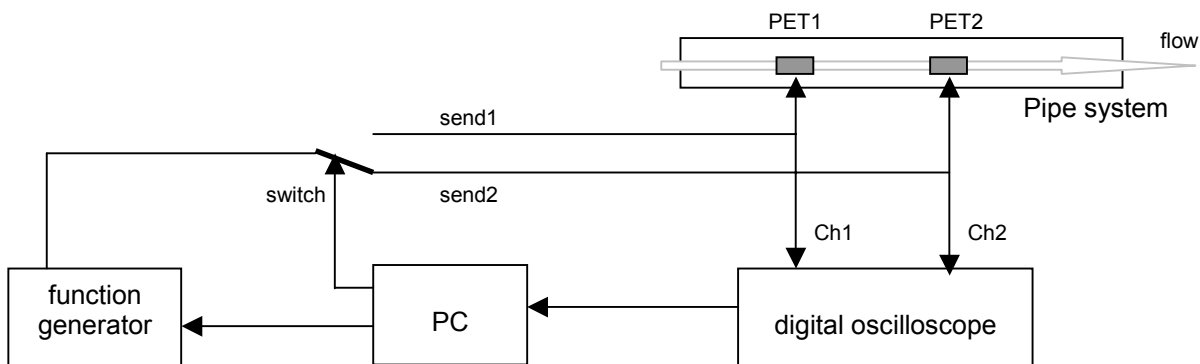 PET1
PET2
flow
Pipe system
send1
switch
send2
Ch1
Ch2
function
generator
PC
digital oscilloscope